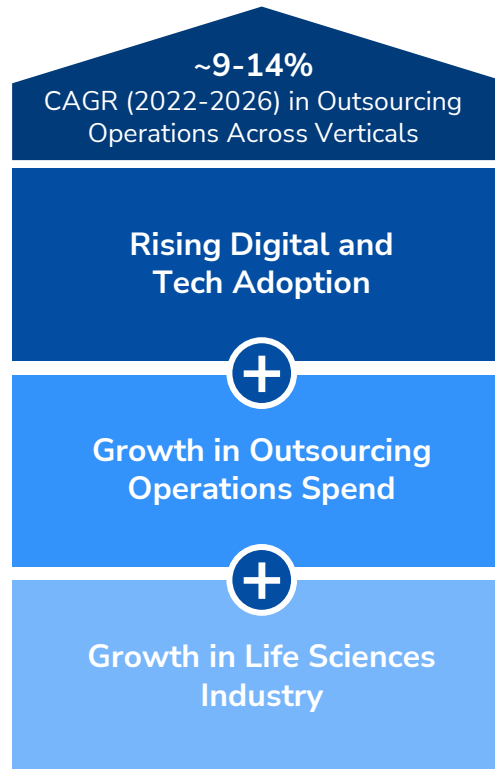 ~9-14%
CAGR (2022-2026) in Outsourcing
Operations Across Verticals
Rising Digital and
Tech Adoption
+
Growth in Outsourcing
Operations Spend
+
Growth in Life Sciences
Industry